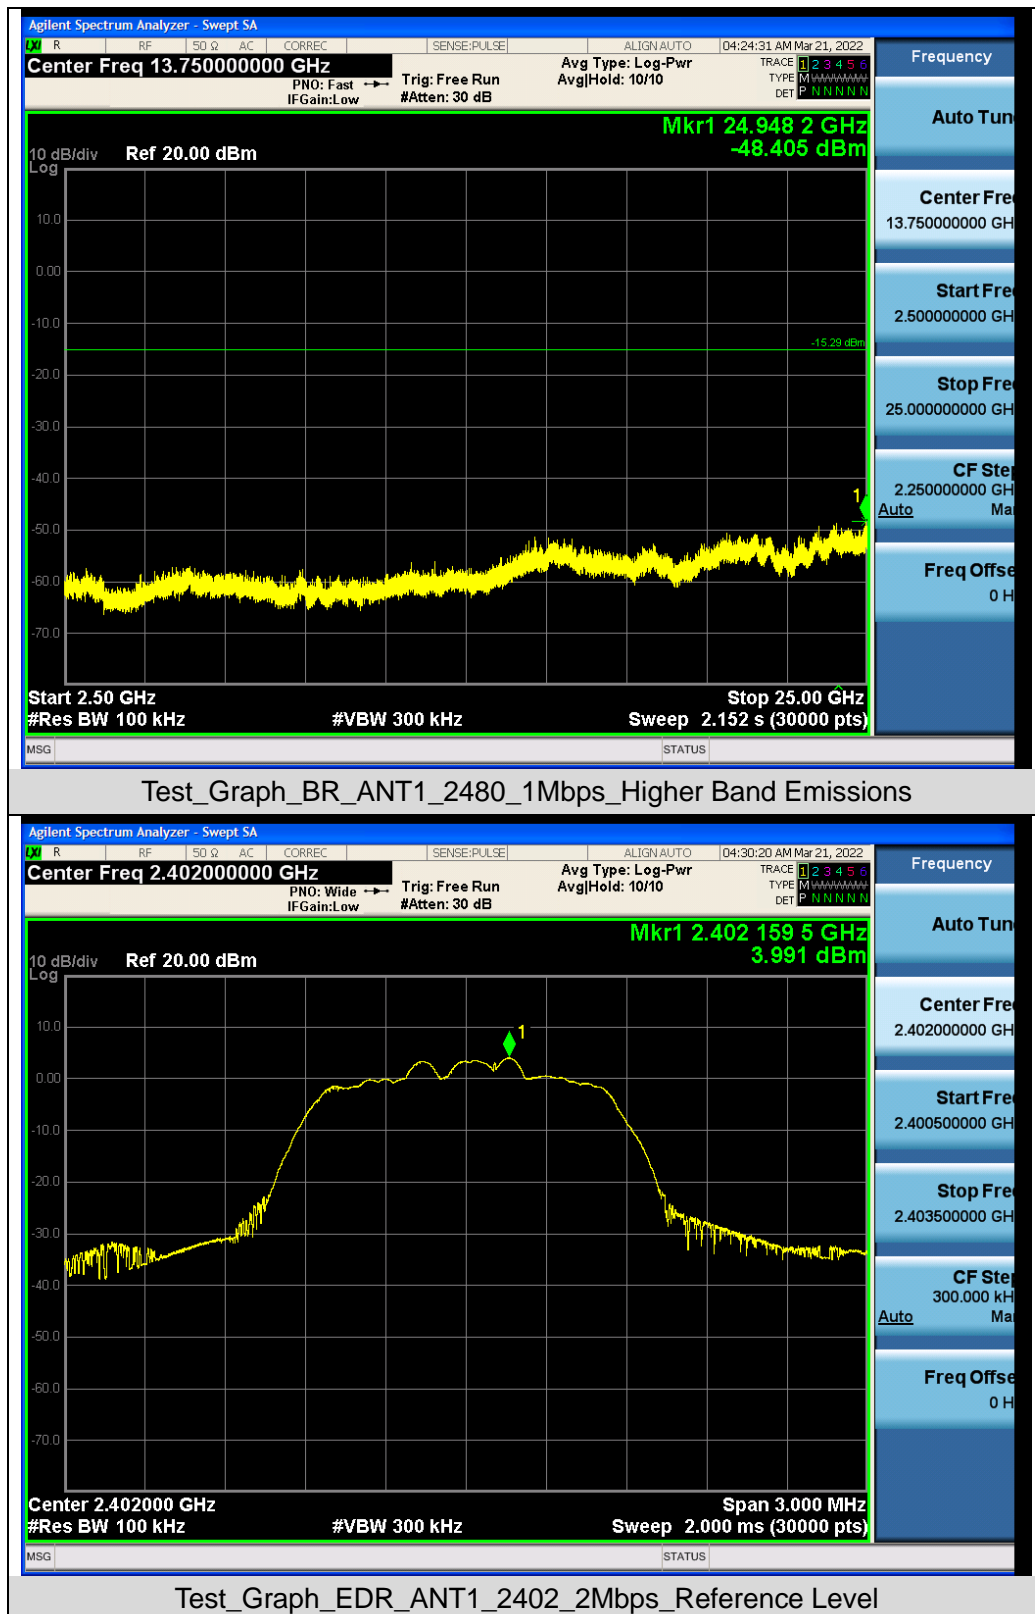 Agilent Spectrum Analyzer - Swept SA
LXI R RF 50 Ω AC CORREC SENSE:PULSE ALIGN AUTO 04:24:31 AM Mar 21, 2022
Center Freq 13.750000000 GHz
PNO: Fast
IFGain:Low
Trig: Free Run
#Atten: 30 dB
Avg Type: Log-Pwr
Avg|Hold: 10/10
TRACE 1 2 3 4 5 6
TYPE M
DET P N N N N N
Mkr1 24.948 2 GHz
-48.405 dBm
10 dB/div Ref 20.00 dBm
Log
10.0
0.00
-10.0
-15.29 dBm
-20.0
-30.0
-40.0
1
-50.0
-60.0
-70.0
Start 2.50 GHz Stop 25.00 GHz
#Res BW 100 kHz #VBW 300 kHz Sweep 2.152 s (30000 pts)
MSG STATUS
Frequency
Auto Tun
Center Fre
13.750000000 GH
Start Fre
2.500000000 GH
Stop Fre
25.000000000 GH
CF Ste
2.250000000 GH
Auto Ma
Freq Offse
0 H
Test_Graph_BR_ANT1_2480_1Mbps_Higher Band Emissions
Agilent Spectrum Analyzer - Swept SA
LXI R RF 50 Ω AC CORREC SENSE:PULSE ALIGN AUTO 04:30:20 AM Mar 21, 2022
Center Freq 2.402000000 GHz
PNO: Wide
IFGain:Low
Trig: Free Run
#Atten: 30 dB
Avg Type: Log-Pwr
Avg|Hold: 10/10
TRACE 1 2 3 4 5 6
TYPE M
DET P N N N N N
Mkr1 2.402 159 5 GHz
3.991 dBm
10 dB/div Ref 20.00 dBm
Log
10.0
1
0.00
-10.0
-20.0
-30.0
-40.0
-50.0
-60.0
-70.0
Center 2.402000 GHz Span 3.000 MHz
#Res BW 100 kHz #VBW 300 kHz Sweep 2.000 ms (30000 pts)
MSG STATUS
Frequency
Auto Tun
Center Fre
2.402000000 GH
Start Fre
2.400500000 GH
Stop Fre
2.403500000 GH
CF Ste
300.000 kH
Auto Ma
Freq Offse
0 H
Test_Graph_EDR_ANT1_2402_2Mbps_Reference Level